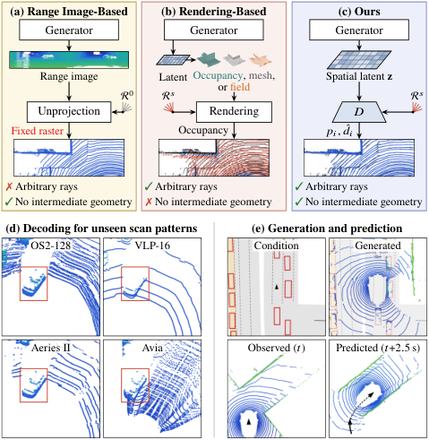 (a) Range Image-Based
Generator
Range image
Unprojection
R⁰
Fixed raster
✗ Arbitrary rays
✓ No intermediate geometry
(b) Rendering-Based
Generator
Latent
Occupancy, mesh,
or field
Rˢ
Rendering
Occupancy
✓ Arbitrary rays
✗ No intermediate geometry
(c) Ours
Generator
Spatial latent z
D
Rˢ
pᵢ, d̂ᵢ
✓ Arbitrary rays
✓ No intermediate geometry
(d) Decoding for unseen scan patterns
OS2-128
VLP-16
Aeries II
Avia
(e) Generation and prediction
Condition
Generated
Observed (t)
Predicted (t+2.5 s)